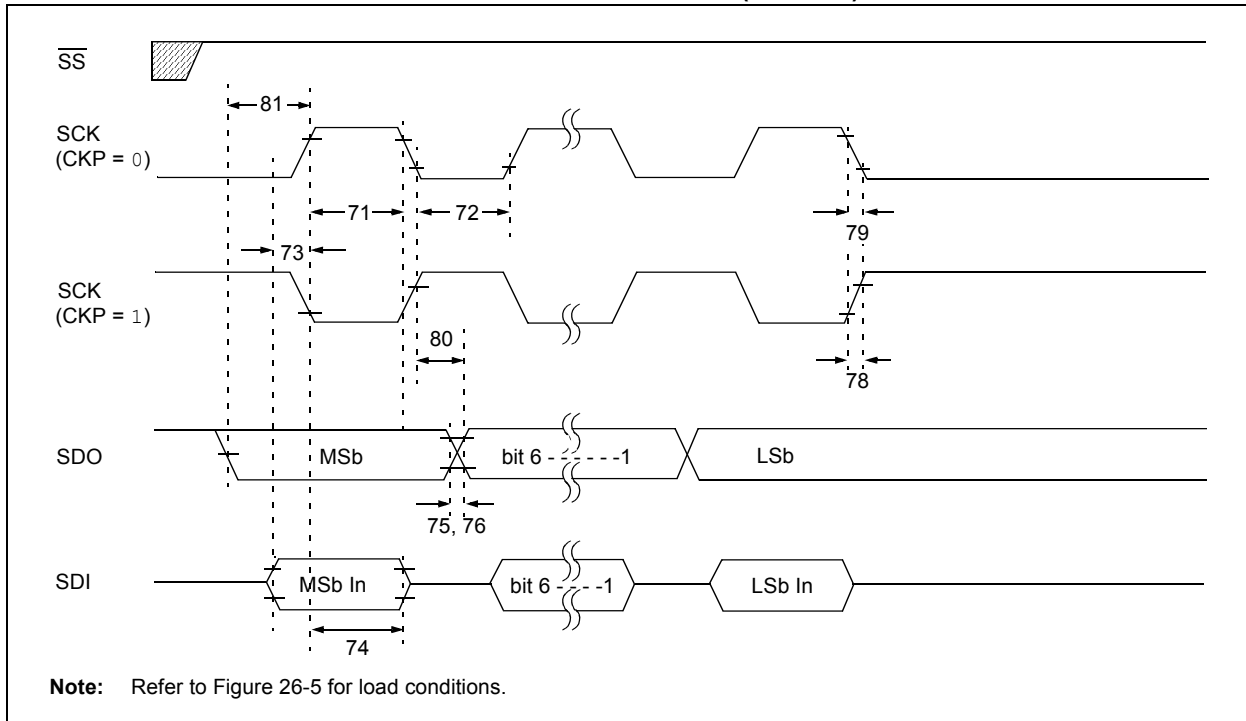 SS
81
SCK
(CKP = 0)
71
72
79
73
SCK
(CKP = 1)
80
78
SDO
MSb
bit 6 - - - - - -1
LSb
75, 76
SDI
MSb In
bit 6 - - - -1
LSb In
74
Note: Refer to Figure 26-5 for load conditions.